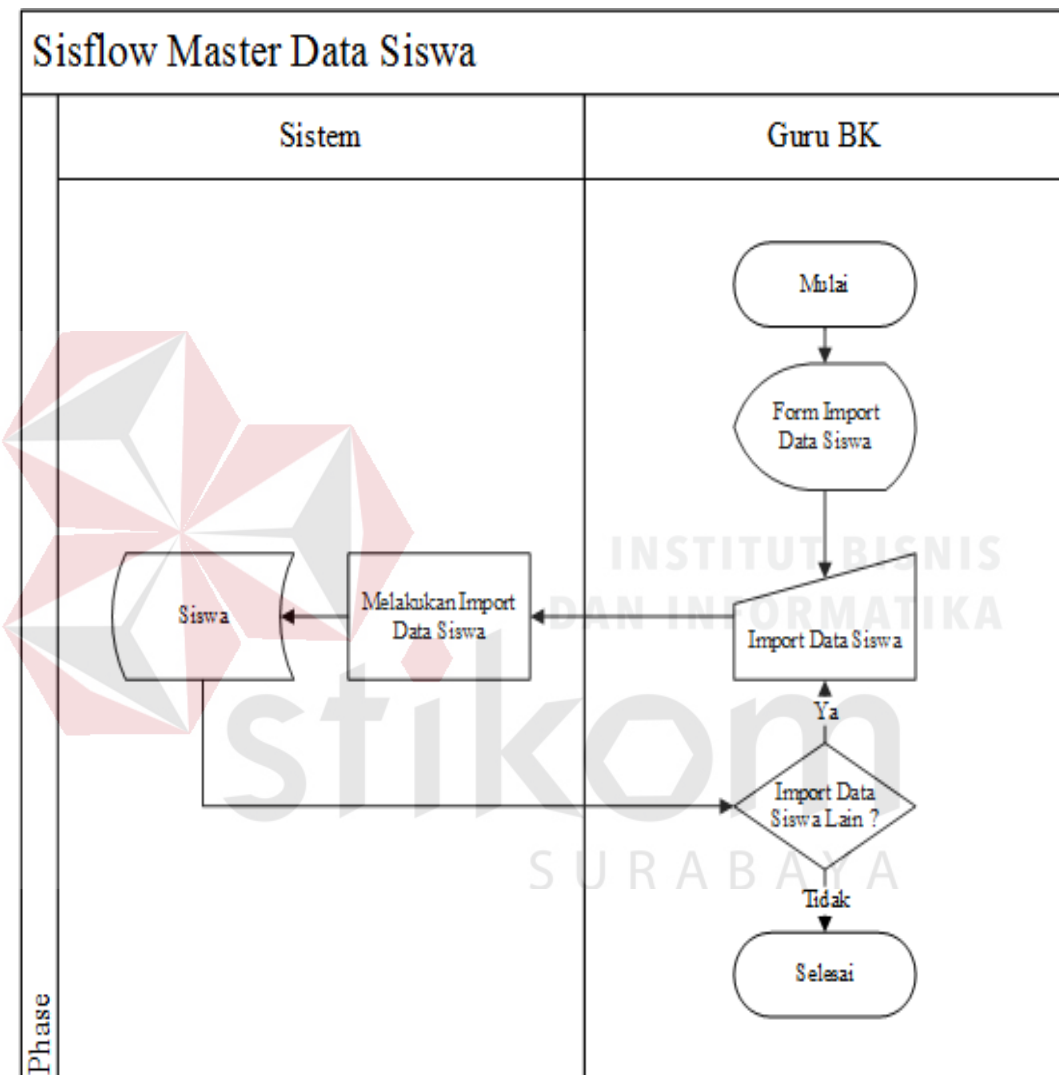 Sisflow Master Data Siswa
Sistem
Guru BK
Mulai
Form Import
Data Siswa
INSTITUT BISNIS
DAN INFORMATIKA
Siswa
Melakukan Import
Data Siswa
Import Data Siswa
Ya
stikom
Import Data
Siswa Lain ?
SURABAYA
Tidak
Selesai
Phase